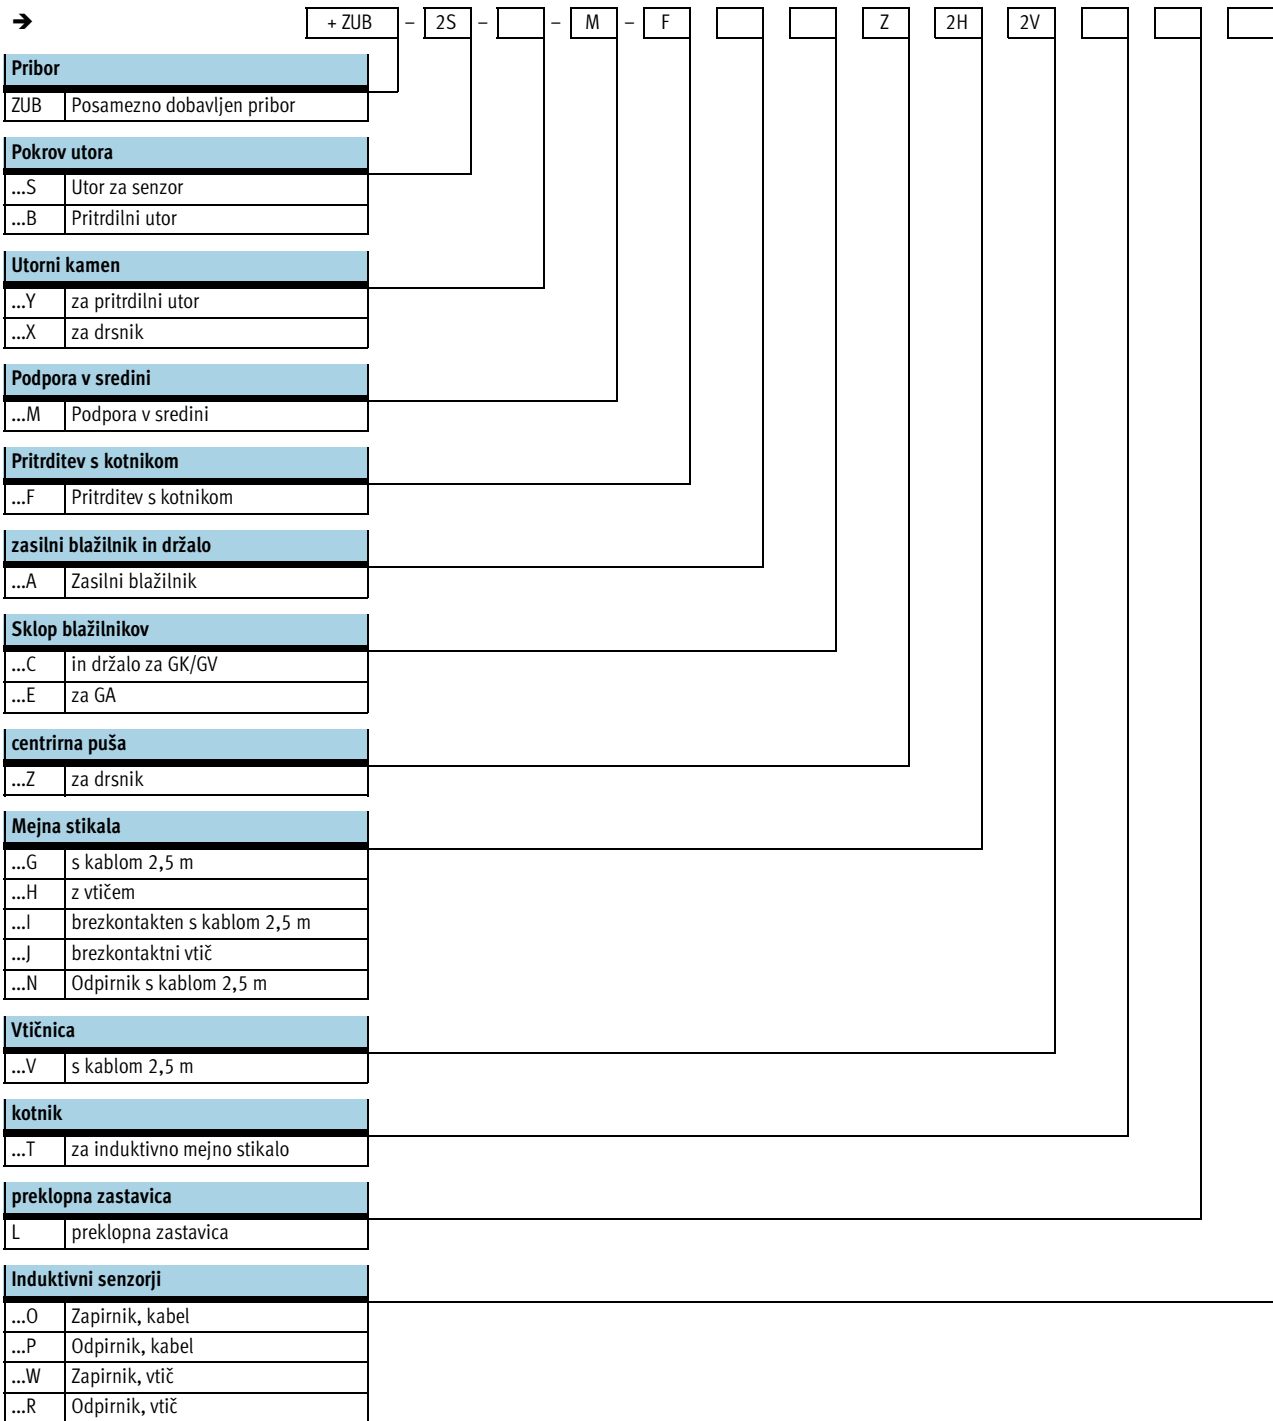 ➔ + ZUB – 2S – – M – F Z 2H 2V
Pribor
ZUB Posamezno dobavljen pribor
Pokrov utora
...S Utor za senzor
...B Pritrdilni utor
Utorni kamen
...Y za pritrdilni utor
...X za drsnik
Podpora v sredini
...M Podpora v sredini
Pritrditev s kotnikom
...F Pritrditev s kotnikom
zasilni blažilnik in držalo
...A Zasilni blažilnik
Sklop blažilnikov
...C in držalo za GK/GV
...E za GA
centrirna puša
...Z za drsnik
Mejna stikala
...G s kablom 2,5 m
...H z vtičem
...I brezkontakten s kablom 2,5 m
...J brezkontaktni vtič
...N Odpirnik s kablom 2,5 m
Vtičnica
...V s kablom 2,5 m
kotnik
...T za induktivno mejno stikalo
preklopna zastavica
L preklopna zastavica
Induktivni senzorji
...O Zapirnik, kabel
...P Odpirnik, kabel
...W Zapirnik, vtič
...R Odpirnik, vtič